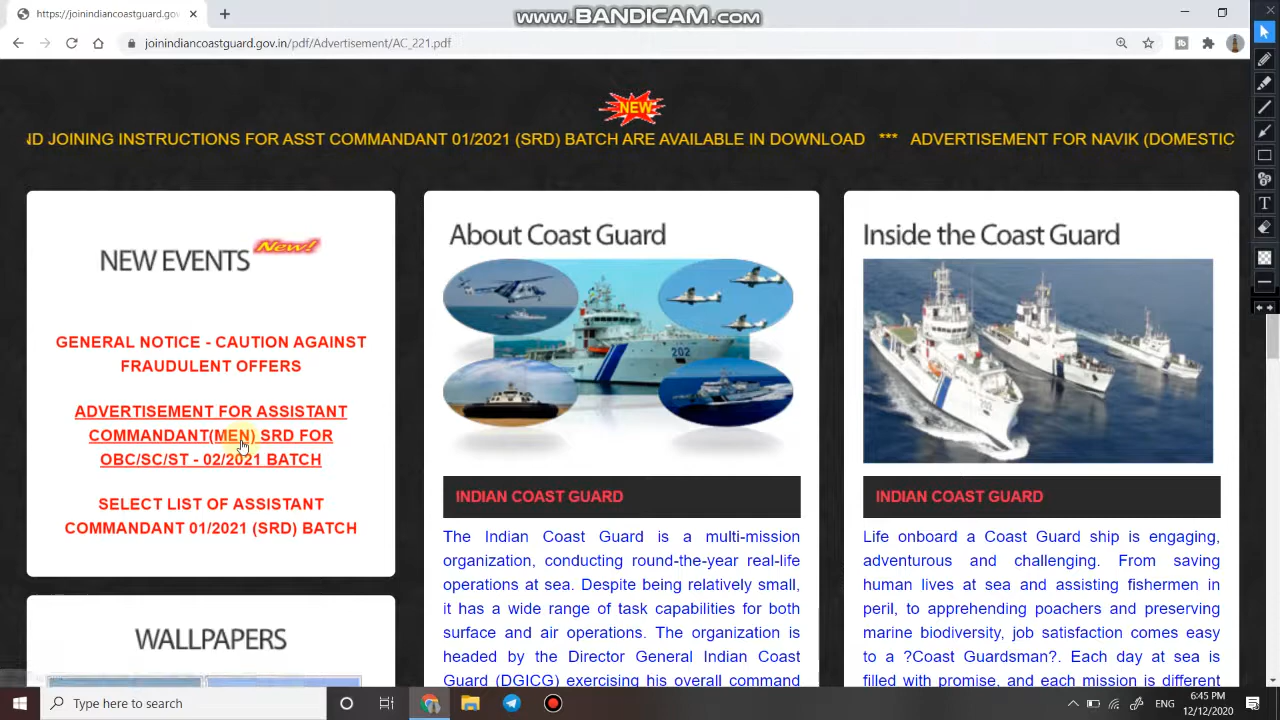 https://joinindiancoastguard.gov
www.BANDICAM.com
joinindiancoastguard.gov.in/pdf/Advertisement/AC_221.pdf
NEW
ND JOINING INSTRUCTIONS FOR ASST COMMANDANT 01/2021 (SRD) BATCH ARE AVAILABLE IN DOWNLOAD *** ADVERTISEMENT FOR NAVIK (DOMESTIC
NEW EVENTS New!
GENERAL NOTICE - CAUTION AGAINST
FRAUDULENT OFFERS
ADVERTISEMENT FOR ASSISTANT
COMMANDANT(MEN) SRD FOR
OBC/SC/ST - 02/2021 BATCH
SELECT LIST OF ASSISTANT
COMMANDANT 01/2021 (SRD) BATCH
WALLPAPERS
About Coast Guard
202
INDIAN COAST GUARD
The Indian Coast Guard is a multi-mission
organization, conducting round-the-year real-life
operations at sea. Despite being relatively small,
it has a wide range of task capabilities for both
surface and air operations. The organization is
headed by the Director General Indian Coast
Guard (DGICG) exercising his overall command
Inside the Coast Guard
INDIAN COAST GUARD
Life onboard a Coast Guard ship is engaging,
adventurous and challenging. From saving
human lives at sea and assisting fishermen in
peril, to apprehending poachers and preserving
marine biodiversity, job satisfaction comes easy
to a ?Coast Guardsman?. Each day at sea is
filled with promise, and each mission is different
Type here to search
ENG
6:45 PM
12/12/2020